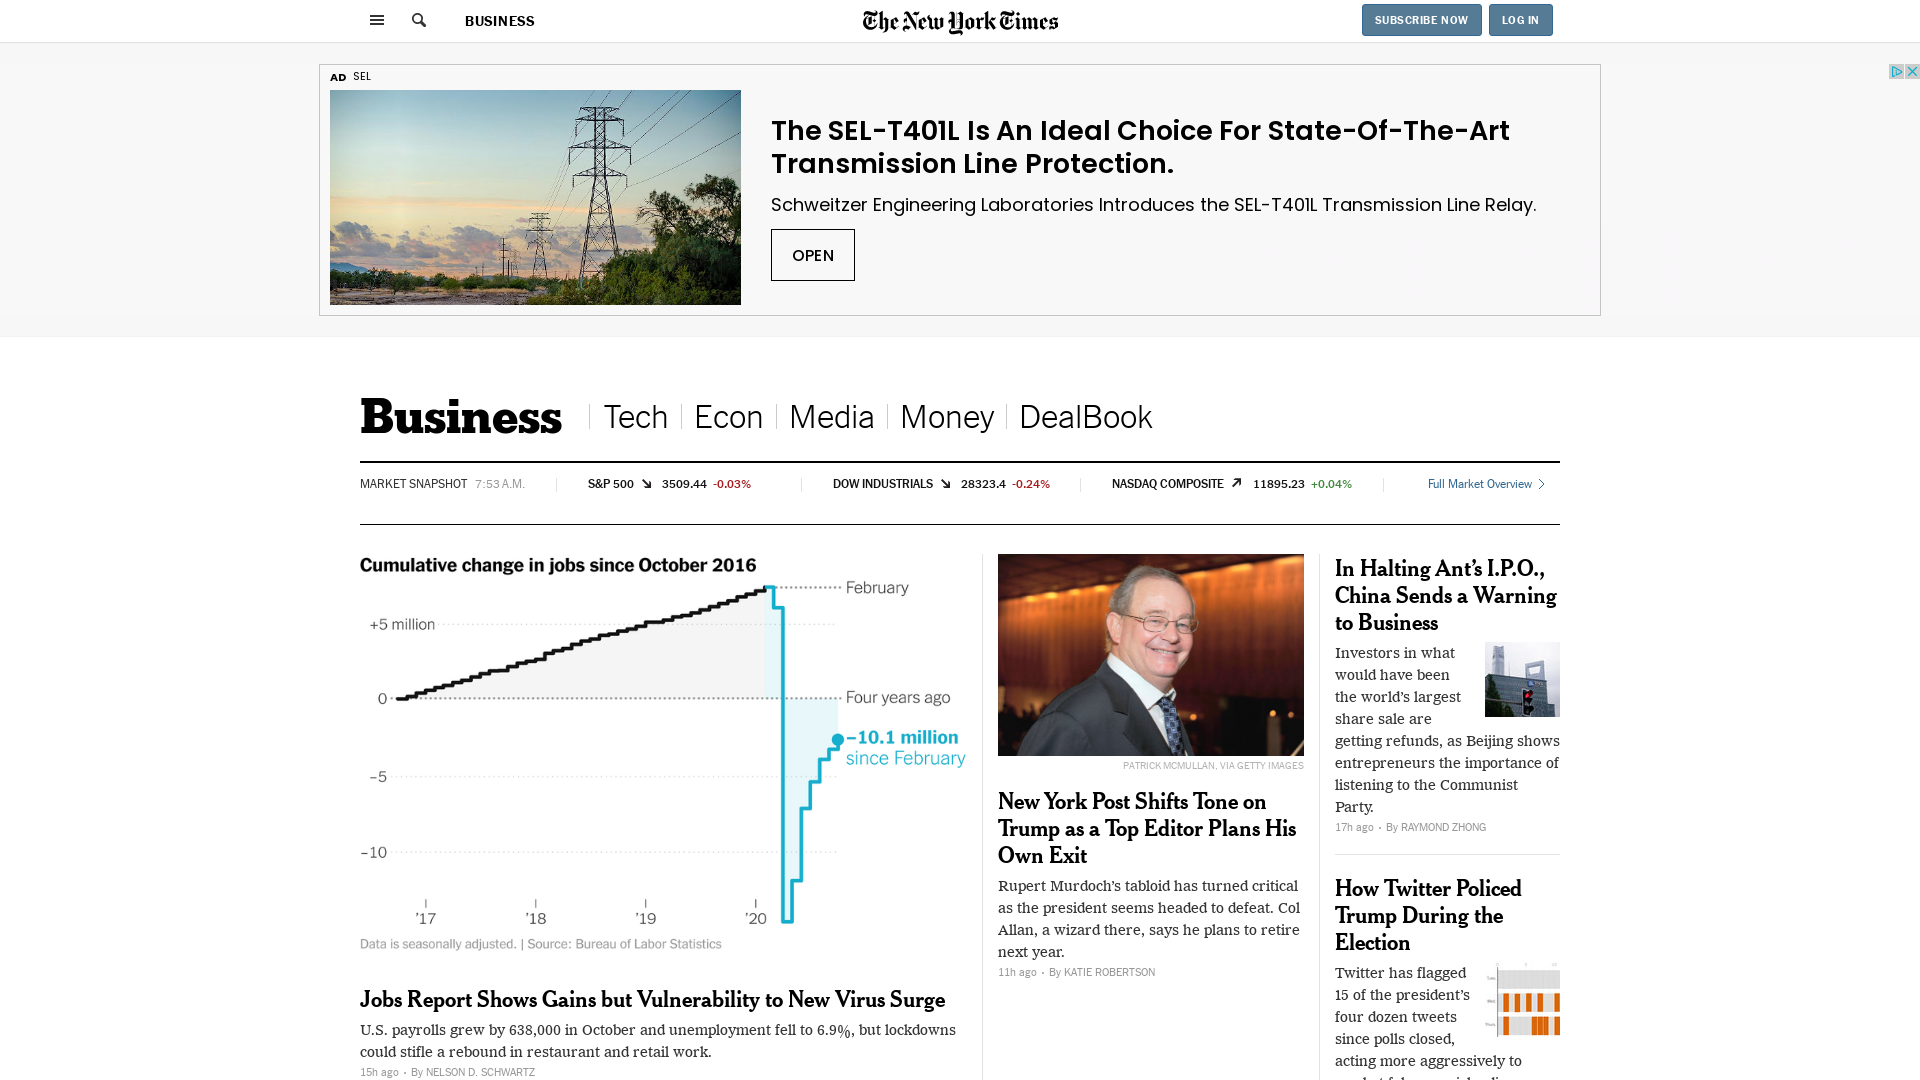 BUSINESS
The New York Times
SUBSCRIBE NOW
LOG IN
AD SEL
The SEL-T401L Is An Ideal Choice For State-Of-The-Art
Transmission Line Protection.
Schweitzer Engineering Laboratories Introduces the SEL-T401L Transmission Line Relay.
OPEN
Business
Tech
Econ
Media
Money
DealBook
MARKET SNAPSHOT 7:53 A.M.
S&P 500 3509.44 -0.03%
DOW INDUSTRIALS 28323.4 -0.24%
NASDAQ COMPOSITE 11895.23 +0.04%
Full Market Overview
Cumulative change in jobs since October 2016
February
+5 million
0
Four years ago
–10.1 million
since February
–5
–10
’17 ’18 ’19 ’20
Data is seasonally adjusted. | Source: Bureau of Labor Statistics
Jobs Report Shows Gains but Vulnerability to New Virus Surge
U.S. payrolls grew by 638,000 in October and unemployment fell to 6.9%, but lockdowns
could stifle a rebound in restaurant and retail work.
15h ago • By NELSON D. SCHWARTZ
PATRICK MCMULLAN, VIA GETTY IMAGES
New York Post Shifts Tone on
Trump as a Top Editor Plans His
Own Exit
Rupert Murdoch’s tabloid has turned critical
as the president seems headed to defeat. Col
Allan, a wizard there, says he plans to retire
next year.
11h ago • By KATIE ROBERTSON
In Halting Ant’s I.P.O.,
China Sends a Warning
to Business
Investors in what
would have been
the world’s largest
share sale are
getting refunds, as Beijing shows
entrepreneurs the importance of
listening to the Communist
Party.
17h ago • By RAYMOND ZHONG
How Twitter Policed
Trump During the
Election
Twitter has flagged
15 of the president’s
four dozen tweets
since polls closed,
acting more aggressively to